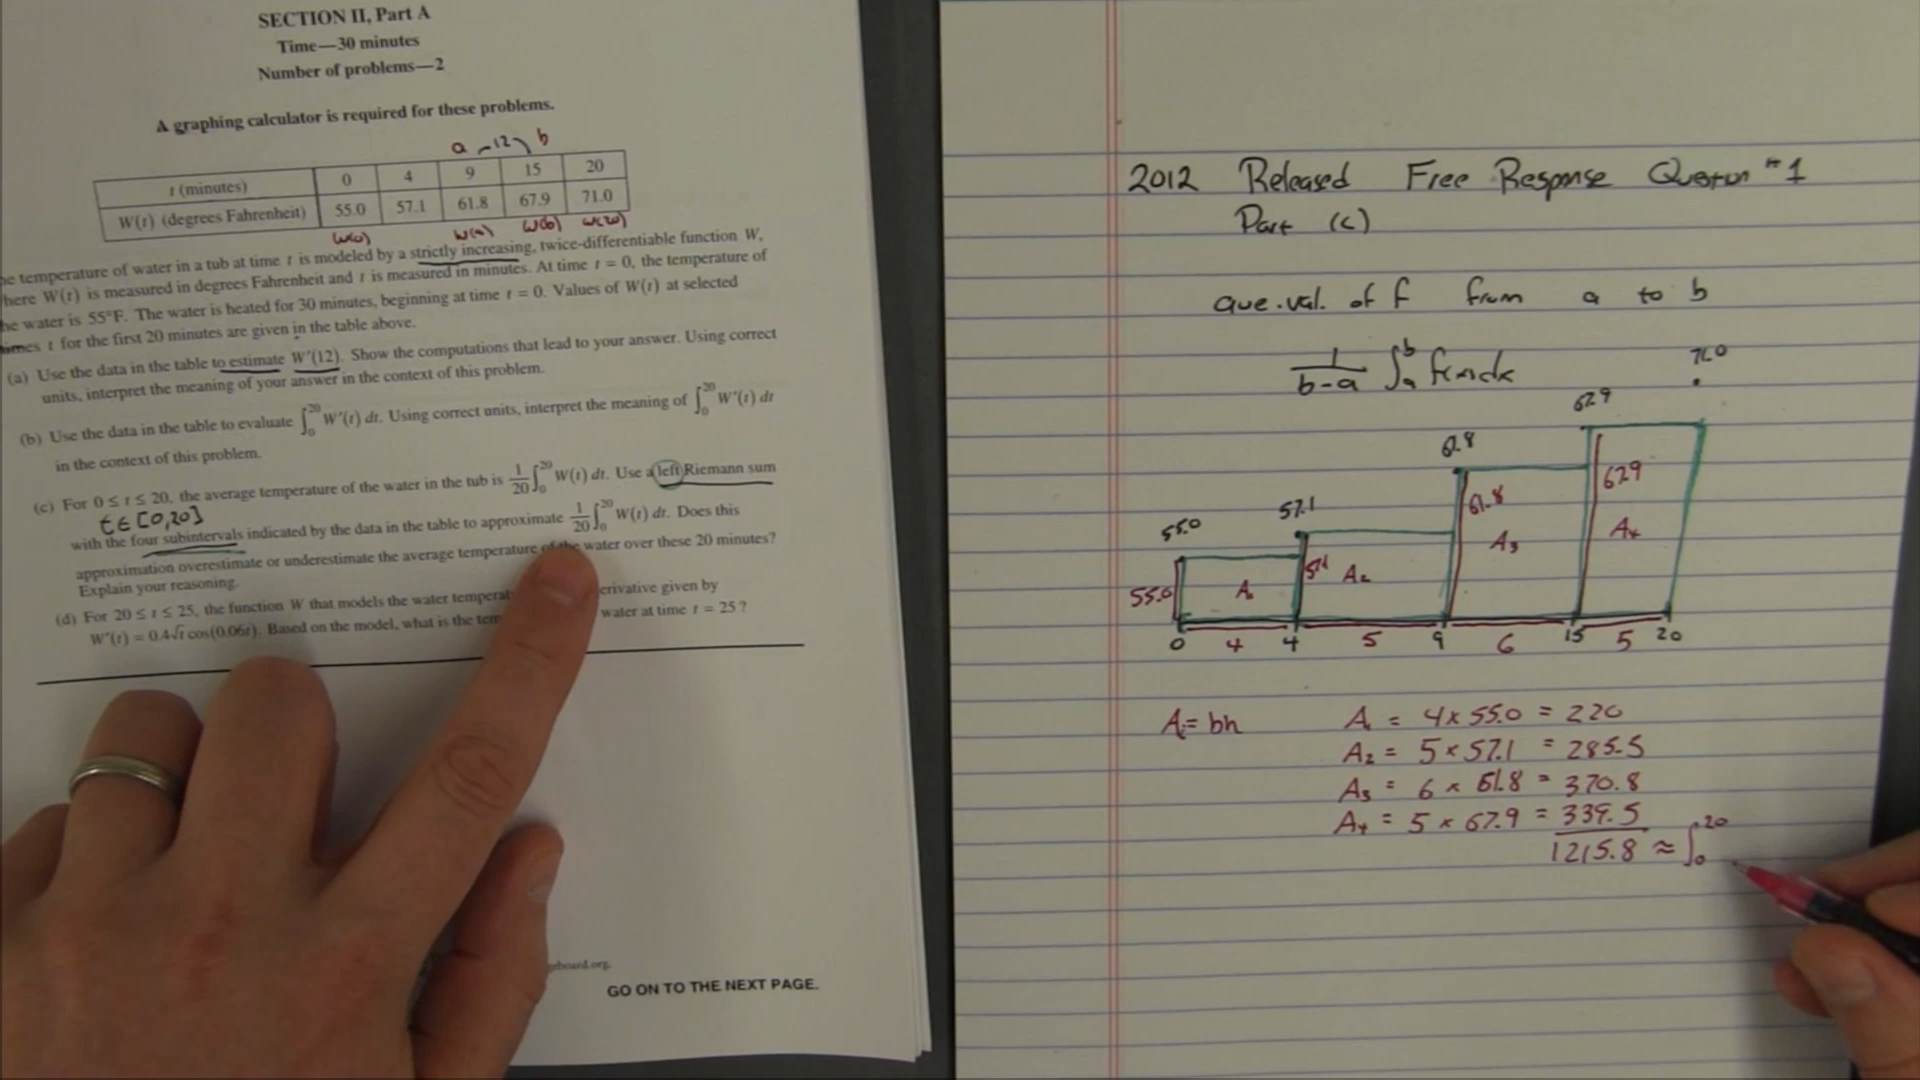 SECTION II, Part A
Time—30 minutes
Number of problems—2
A graphing calculator is required for these problems.
a 12 b
t (minutes) 0 4 9 15 20
W(t) (degrees Fahrenheit) 55.0 57.1 61.8 67.9 71.0
w(0) w(a) w(b) w(20)
temperature of water in a tub at time t is modeled by a strictly increasing, twice-differentiable function W,
here W(t) is measured in degrees Fahrenheit and t is measured in minutes. At time t = 0, the temperature of
he water is 55°F. The water is heated for 30 minutes, beginning at time t = 0. Values of W(t) at selected
times t for the first 20 minutes are given in the table above.
(a) Use the data in the table to estimate W′(12). Show the computations that lead to your answer. Using correct
units, interpret the meaning of your answer in the context of this problem.
(b) Use the data in the table to evaluate ∫₀²⁰ W′(t) dt. Using correct units, interpret the meaning of ∫₀²⁰ W′(t) dt
in the context of this problem.
(c) For 0 ≤ t ≤ 20, the average temperature of the water in the tub is 1/20 ∫₀²⁰ W(t) dt. Use a left Riemann sum
t ∈ [0,20]
with the four subintervals indicated by the data in the table to approximate 1/20 ∫₀²⁰ W(t) dt. Does this
approximation overestimate or underestimate the average temperature of the water over these 20 minutes?
Explain your reasoning.
(d) For 20 ≤ t ≤ 25, the function W that models the water temperat erivative given by
W′(t) = 0.4√t cos(0.06t). Based on the model, what is the tem water at time t = 25 ?
GO ON TO THE NEXT PAGE.
2012 Released Free Response Question #1
Part (c)
ave.val. of f from a to b
1/b-a ∫ₐᵇ f(x)dx
71.0
55.0 57.1 61.8
55.0 A₁ A₂ 61.8 A₃ A₄
0 4 4 5 9 6 15 5 20
A = bh
A₁ = 4 x 55.0 = 220
A₂ = 5 x 57.1 = 285.5
A₃ = 6 x 61.8 = 370.8
A₄ = 5 x 67.9 = 339.5
1215.8 ≈ ∫₀²⁰